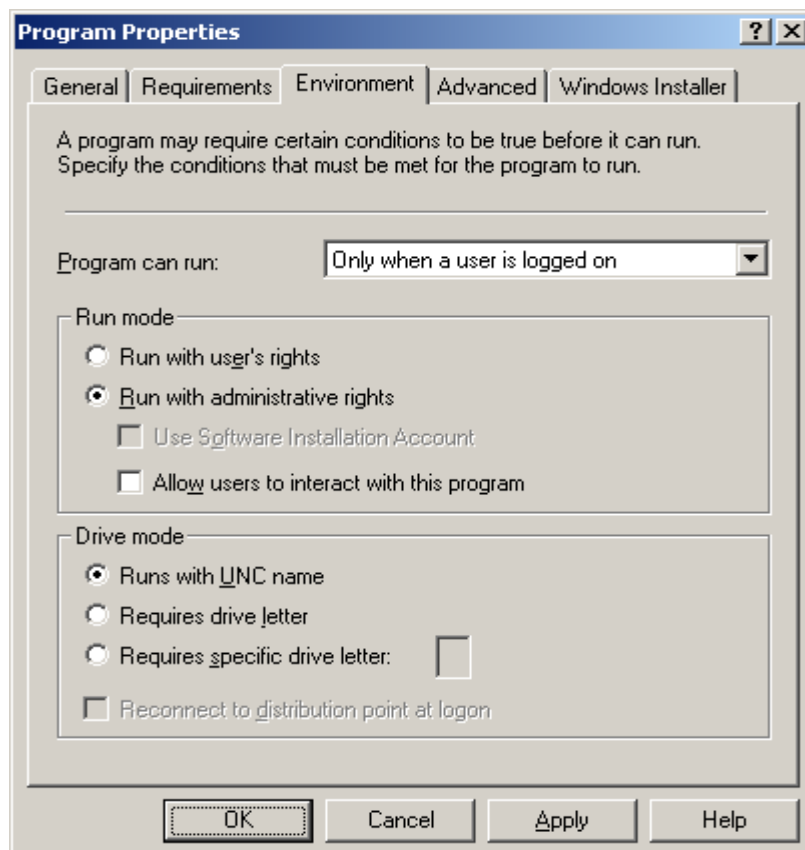 Program Properties
General Requirements Environment Advanced Windows Installer
A program may require certain conditions to be true before it can run.
Specify the conditions that must be met for the program to run.
Program can run: Only when a user is logged on
Run mode
Run with user's rights
Run with administrative rights
Use Software Installation Account
Allow users to interact with this program
Drive mode
Runs with UNC name
Requires drive letter
Requires specific drive letter:
Reconnect to distribution point at logon
OK Cancel Apply Help